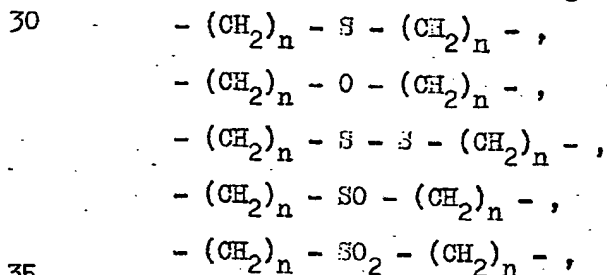 30 - (CH₂)ₙ - S - (CH₂)ₙ - ,
- (CH₂)ₙ - O - (CH₂)ₙ - ,
- (CH₂)ₙ - S - S - (CH₂)ₙ - ,
- (CH₂)ₙ - SO - (CH₂)ₙ - ,
- (CH₂)ₙ - SO₂ - (CH₂)ₙ - ,
35